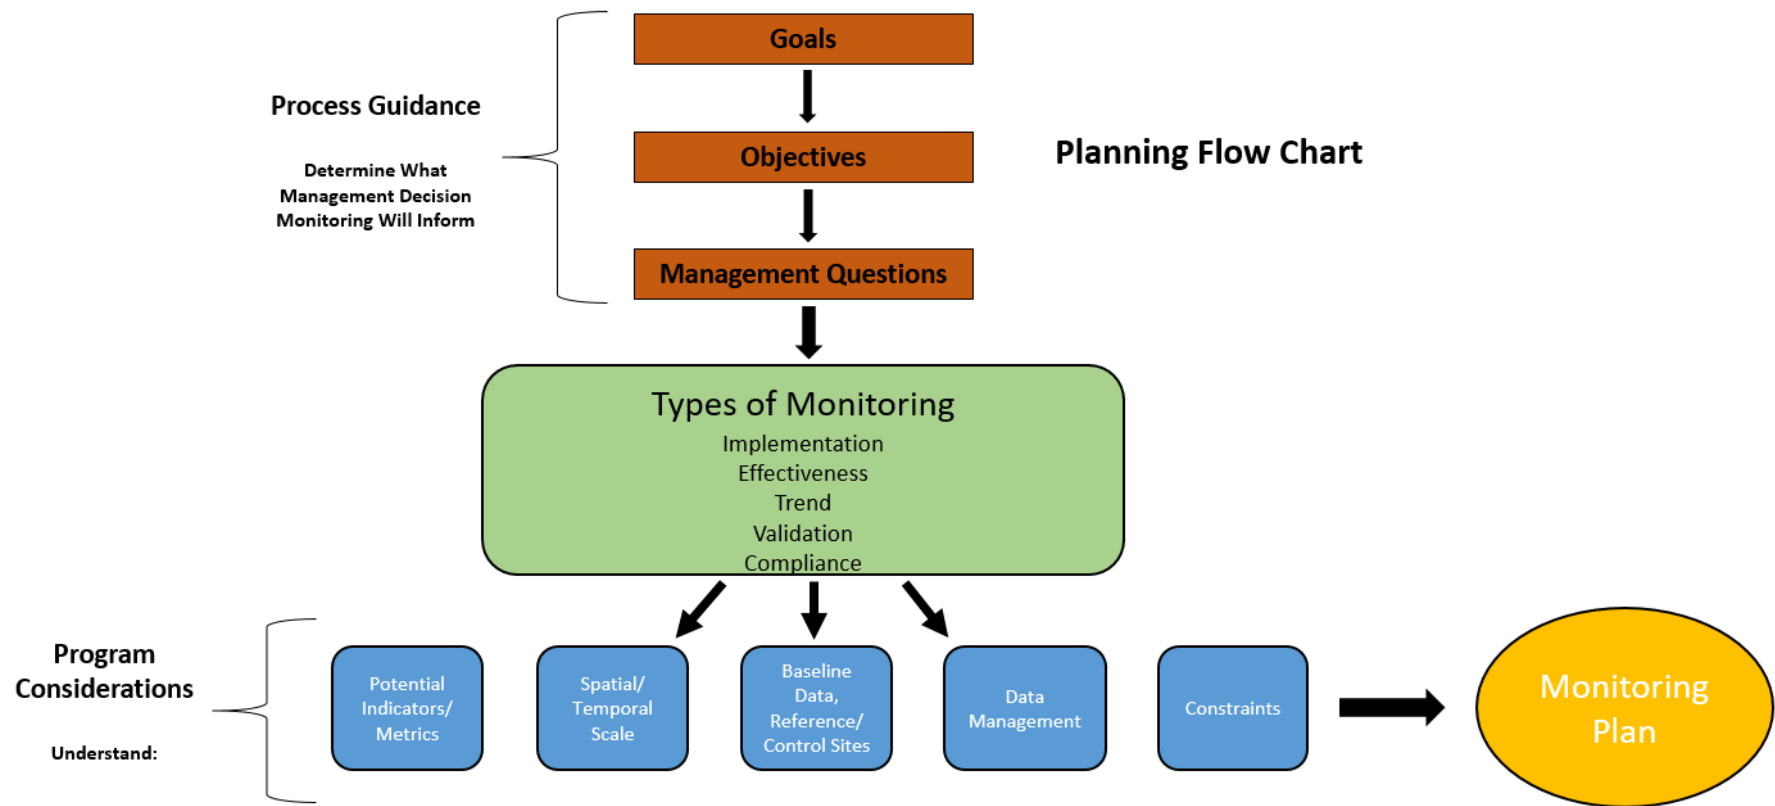 Goals
Process Guidance
Determine What
Management Decision
Monitoring Will Inform
Objectives
Planning Flow Chart
Management Questions
Types of Monitoring
Implementation
Effectiveness
Trend
Validation
Compliance
Program
Considerations
Understand:
Potential
Indicators/
Metrics
Spatial/
Temporal
Scale
Baseline
Data,
Reference/
Control Sites
Data
Management
Constraints
Monitoring
Plan